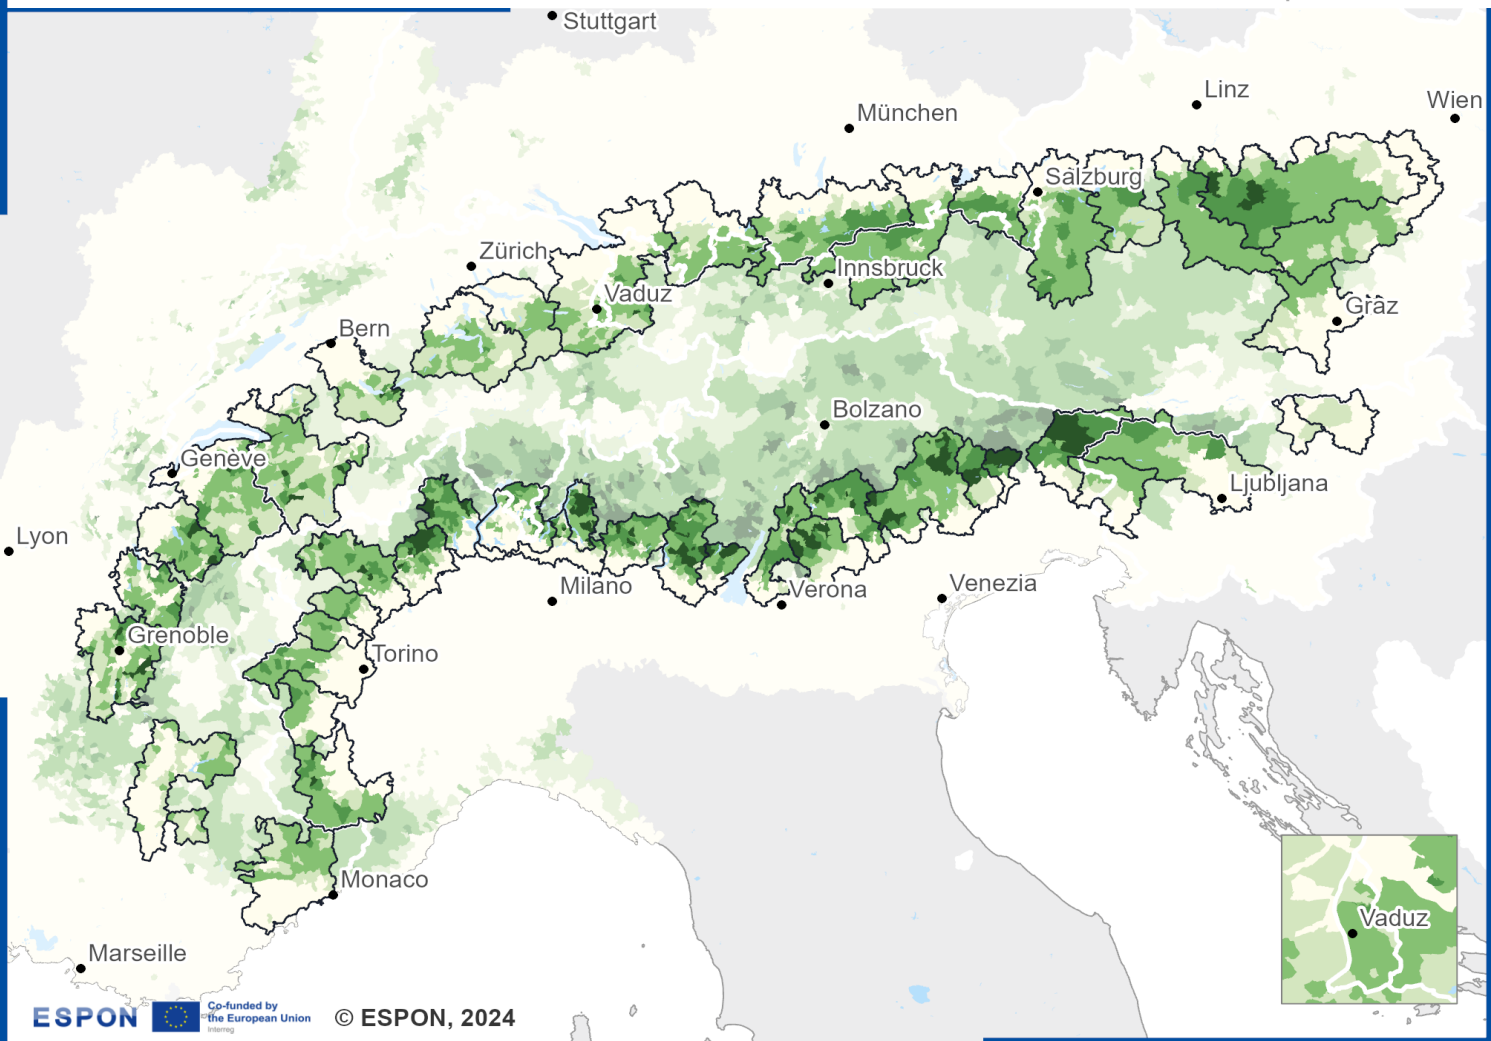 Stuttgart
Linz
Wien
München
Salzburg
Zürich
Innsbruck
Vaduz
Graz
Bern
Bolzano
Genève
Ljubljana
Lyon
Milano
Verona
Venezia
Grenoble
Torino
Monaco
Vaduz
Marseille
ESPON
Co-funded by
the European Union
Interreg
© ESPON, 2024